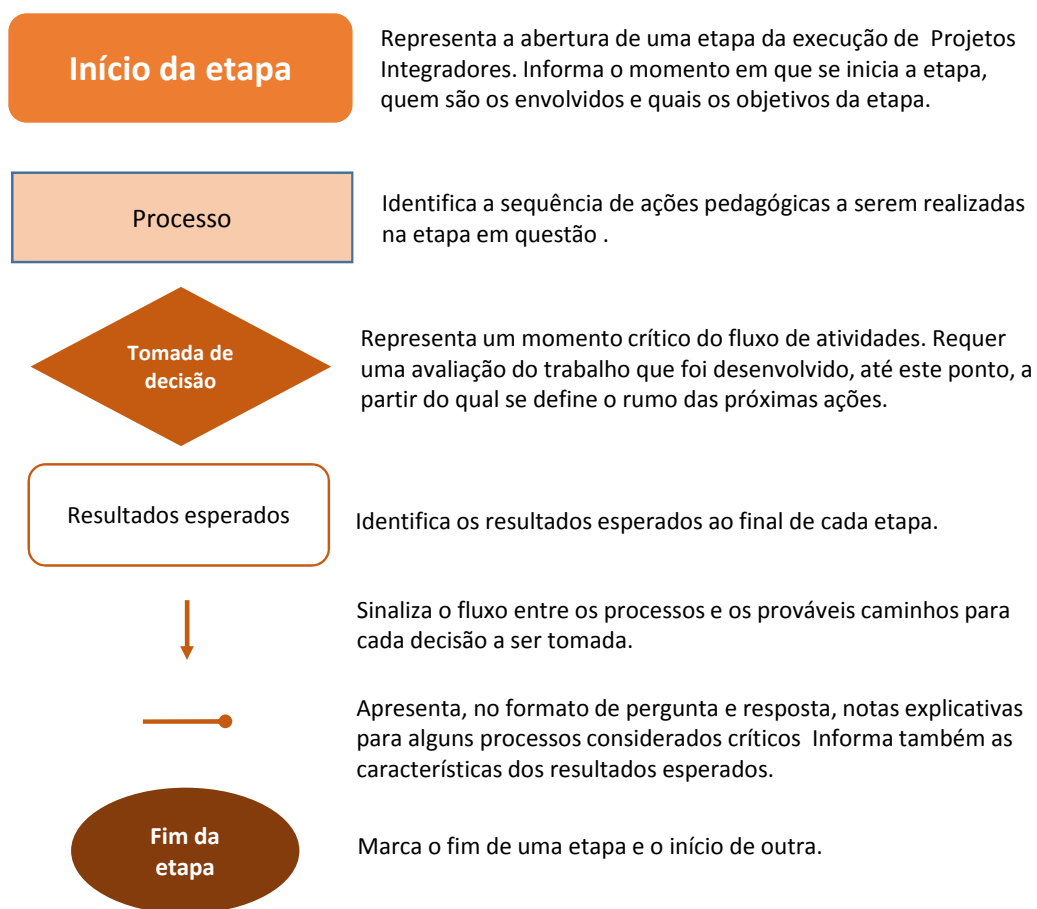 Início da etapa
Representa a abertura de uma etapa da execução de  Projetos
Integradores. Informa o momento em que se inicia a etapa,
quem são os envolvidos e quais os objetivos da etapa.
Processo
Identifica a sequência de ações pedagógicas a serem realizadas
na etapa em questão .
Tomada de
decisão
Representa um momento crítico do fluxo de atividades. Requer
uma avaliação do trabalho que foi desenvolvido, até este ponto, a
partir do qual se define o rumo das próximas ações.
Resultados esperados
Identifica os resultados esperados ao final de cada etapa.
Sinaliza o fluxo entre os processos e os prováveis caminhos para
cada decisão a ser tomada.
Apresenta, no formato de pergunta e resposta, notas explicativas
para alguns processos considerados críticos  Informa também as
características dos resultados esperados.
Fim da
etapa
Marca o fim de uma etapa e o início de outra.